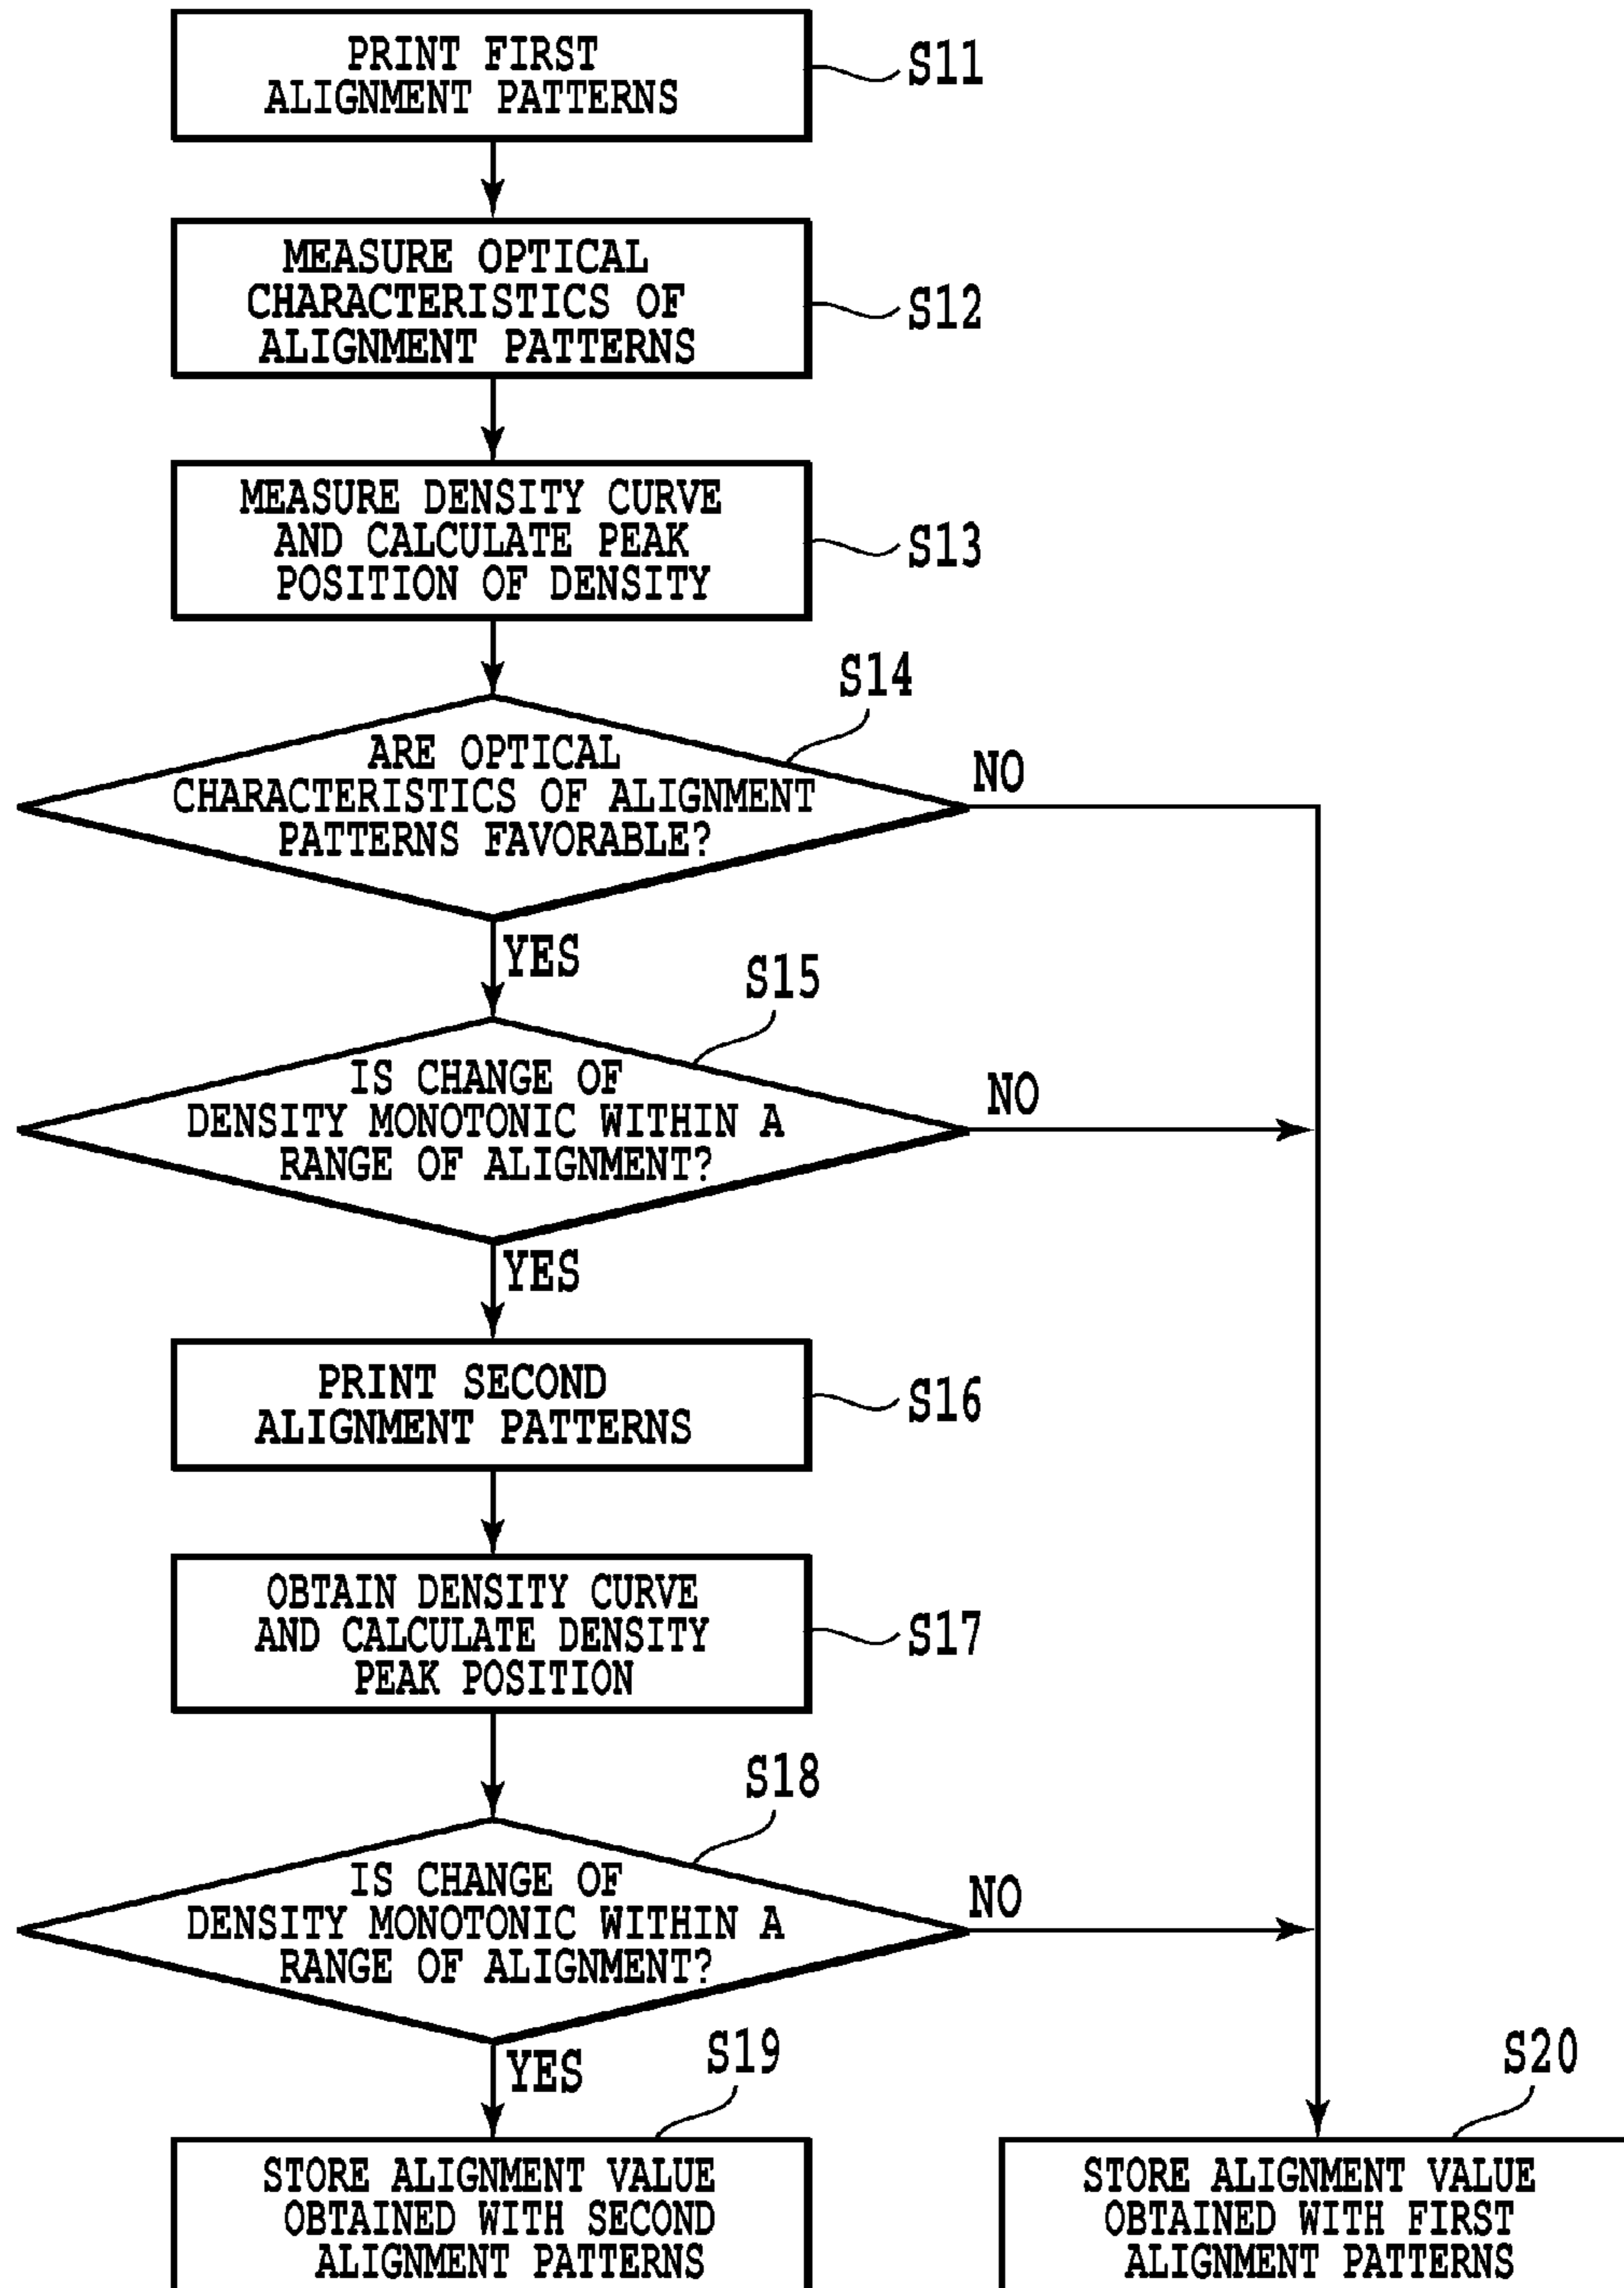 PRINT FIRST
ALIGNMENT PATTERNS
S11
MEASURE OPTICAL
CHARACTERISTICS OF
ALIGNMENT PATTERNS
S12
MEASURE DENSITY CURVE
AND CALCULATE PEAK
POSITION OF DENSITY
S13
S14
ARE OPTICAL
CHARACTERISTICS OF ALIGNMENT
PATTERNS FAVORABLE?
NO
YES
S15
IS CHANGE OF
DENSITY MONOTONIC WITHIN A
RANGE OF ALIGNMENT?
NO
YES
PRINT SECOND
ALIGNMENT PATTERNS
S16
OBTAIN DENSITY CURVE
AND CALCULATE DENSITY
PEAK POSITION
S17
S18
IS CHANGE OF
DENSITY MONOTONIC WITHIN A
RANGE OF ALIGNMENT?
NO
YES
S19
STORE ALIGNMENT VALUE
OBTAINED WITH SECOND
ALIGNMENT PATTERNS
S20
STORE ALIGNMENT VALUE
OBTAINED WITH FIRST
ALIGNMENT PATTERNS